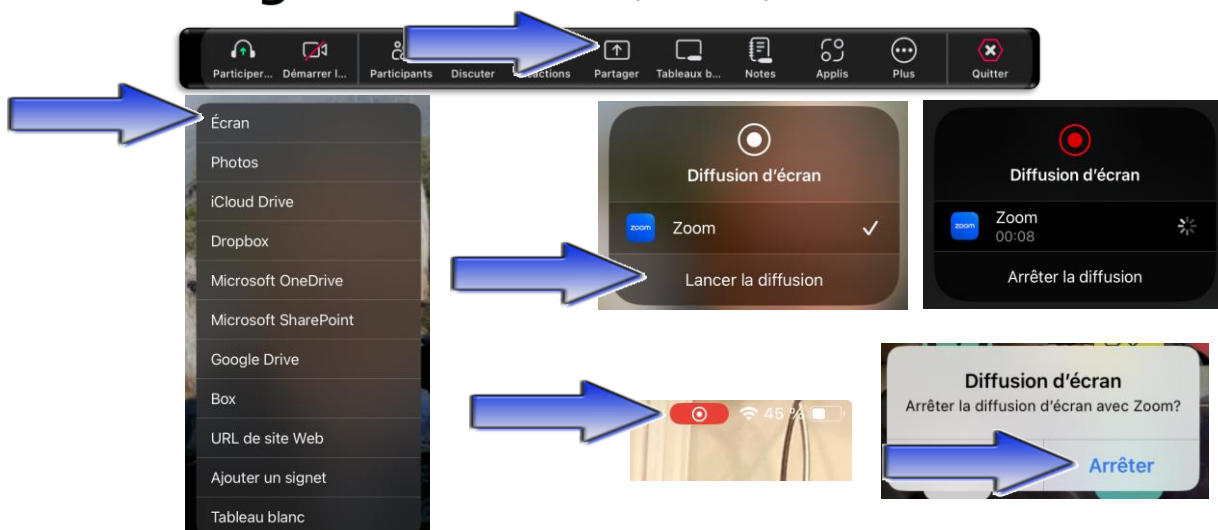 Participer... Démarrer l... Participants Discuter Partager Tableaux b... Notes Applis Plus Quitter
Écran
Photos
iCloud Drive
Dropbox
Microsoft OneDrive
Microsoft SharePoint
Google Drive
Box
URL de site Web
Ajouter un signet
Tableau blanc
Diffusion d'écran
zoom Zoom
Lancer la diffusion
Diffusion d'écran
zoom Zoom
00:08
Arrêter la diffusion
45 %
Diffusion d'écran
Arrêter la diffusion d'écran avec Zoom?
Arrêter